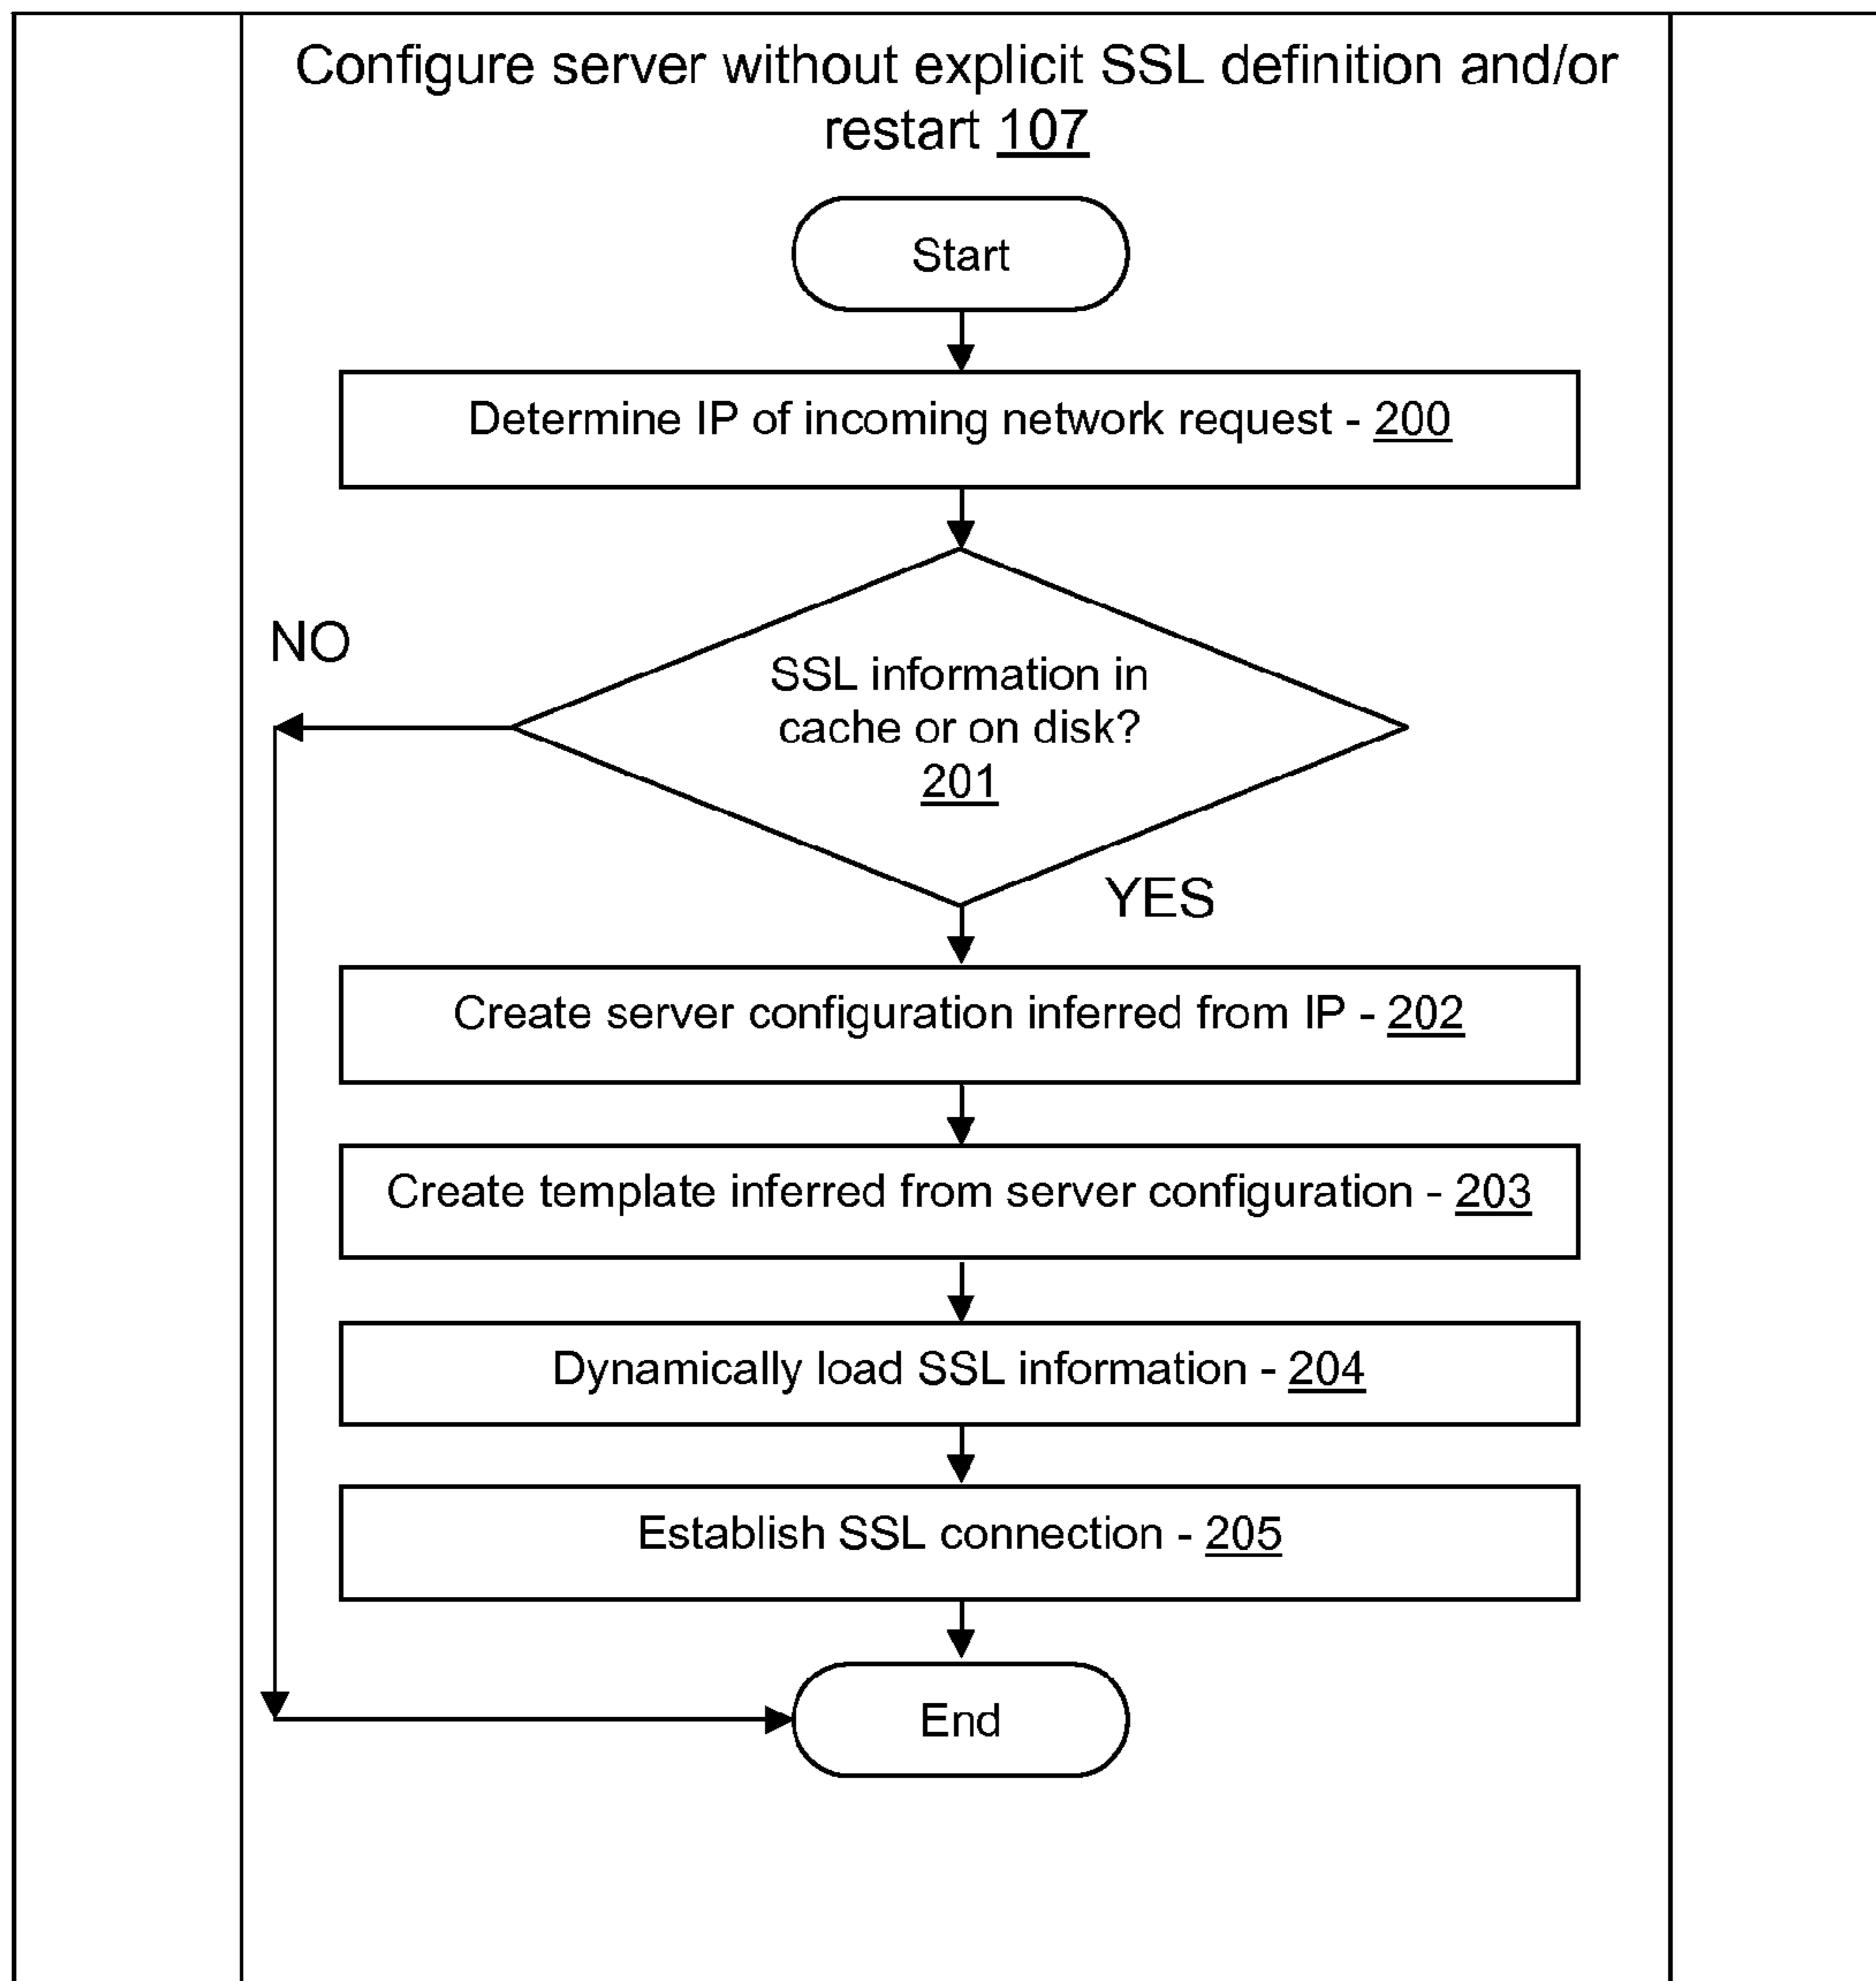 Configure server without explicit SSL definition and/or
restart 107
Start
Determine IP of incoming network request - 200
NO
SSL information in
cache or on disk?
201
YES
Create server configuration inferred from IP - 202
Create template inferred from server configuration - 203
Dynamically load SSL information - 204
Establish SSL connection - 205
End